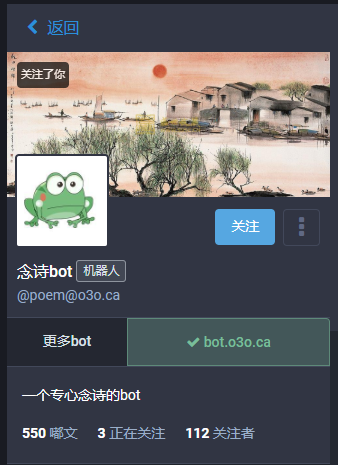 返回
关注了你
关注
念诗bot 机器人
@poem@o3o.ca
更多bot bot.o3o.ca
一个专心念诗的bot
550 嘟文 3 正在关注 112 关注者